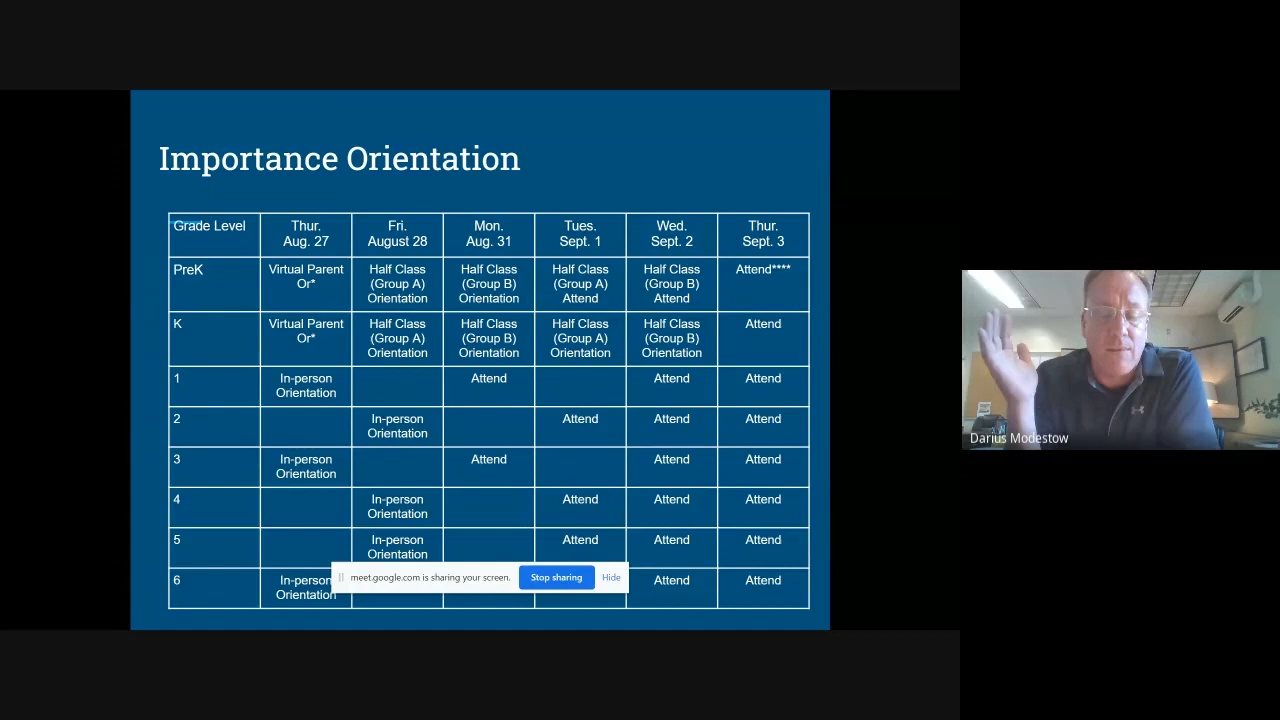 Importance Orientation
Grade Level
Thur.
Aug. 27
Fri.
August 28
Mon.
Aug. 31
Tues.
Sept. 1
Wed.
Sept. 2
Thur.
Sept. 3
PreK
Virtual Parent
Or*
Half Class
(Group A)
Orientation
Half Class
(Group B)
Orientation
Half Class
(Group A)
Attend
Half Class
(Group B)
Attend
Attend****
K
Virtual Parent
Or*
Half Class
(Group A)
Orientation
Half Class
(Group B)
Orientation
Half Class
(Group A)
Orientation
Half Class
(Group B)
Orientation
Attend
1
In-person
Orientation
Attend
Attend
Attend
2
In-person
Orientation
Attend
Attend
Attend
3
In-person
Orientation
Attend
Attend
Attend
4
In-person
Orientation
Attend
Attend
Attend
5
In-person
Orientation
Attend
Attend
Attend
6
In-person
Orientation
Attend
Attend
meet.google.com is sharing your screen.
Stop sharing
Hide
Darius Modestow